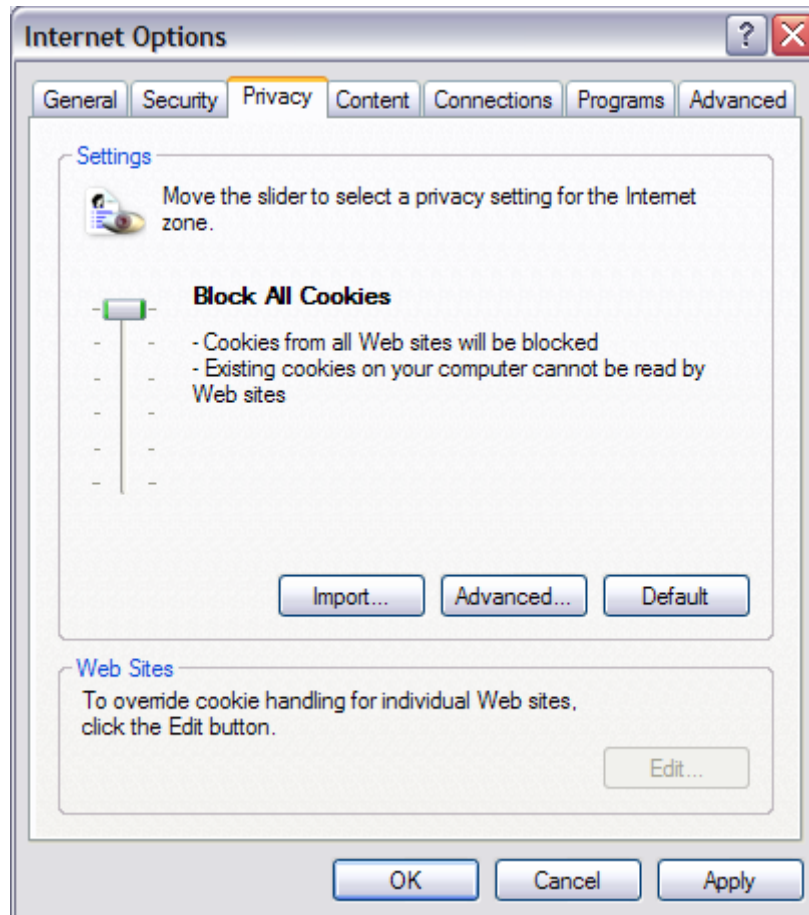 Internet Options
?
General Security Privacy Content Connections Programs Advanced
Settings
Move the slider to select a privacy setting for the Internet
zone.
Block All Cookies
- Cookies from all Web sites will be blocked
- Existing cookies on your computer cannot be read by
Web sites
Import... Advanced... Default
Web Sites
To override cookie handling for individual Web sites,
click the Edit button.
Edit...
OK Cancel Apply